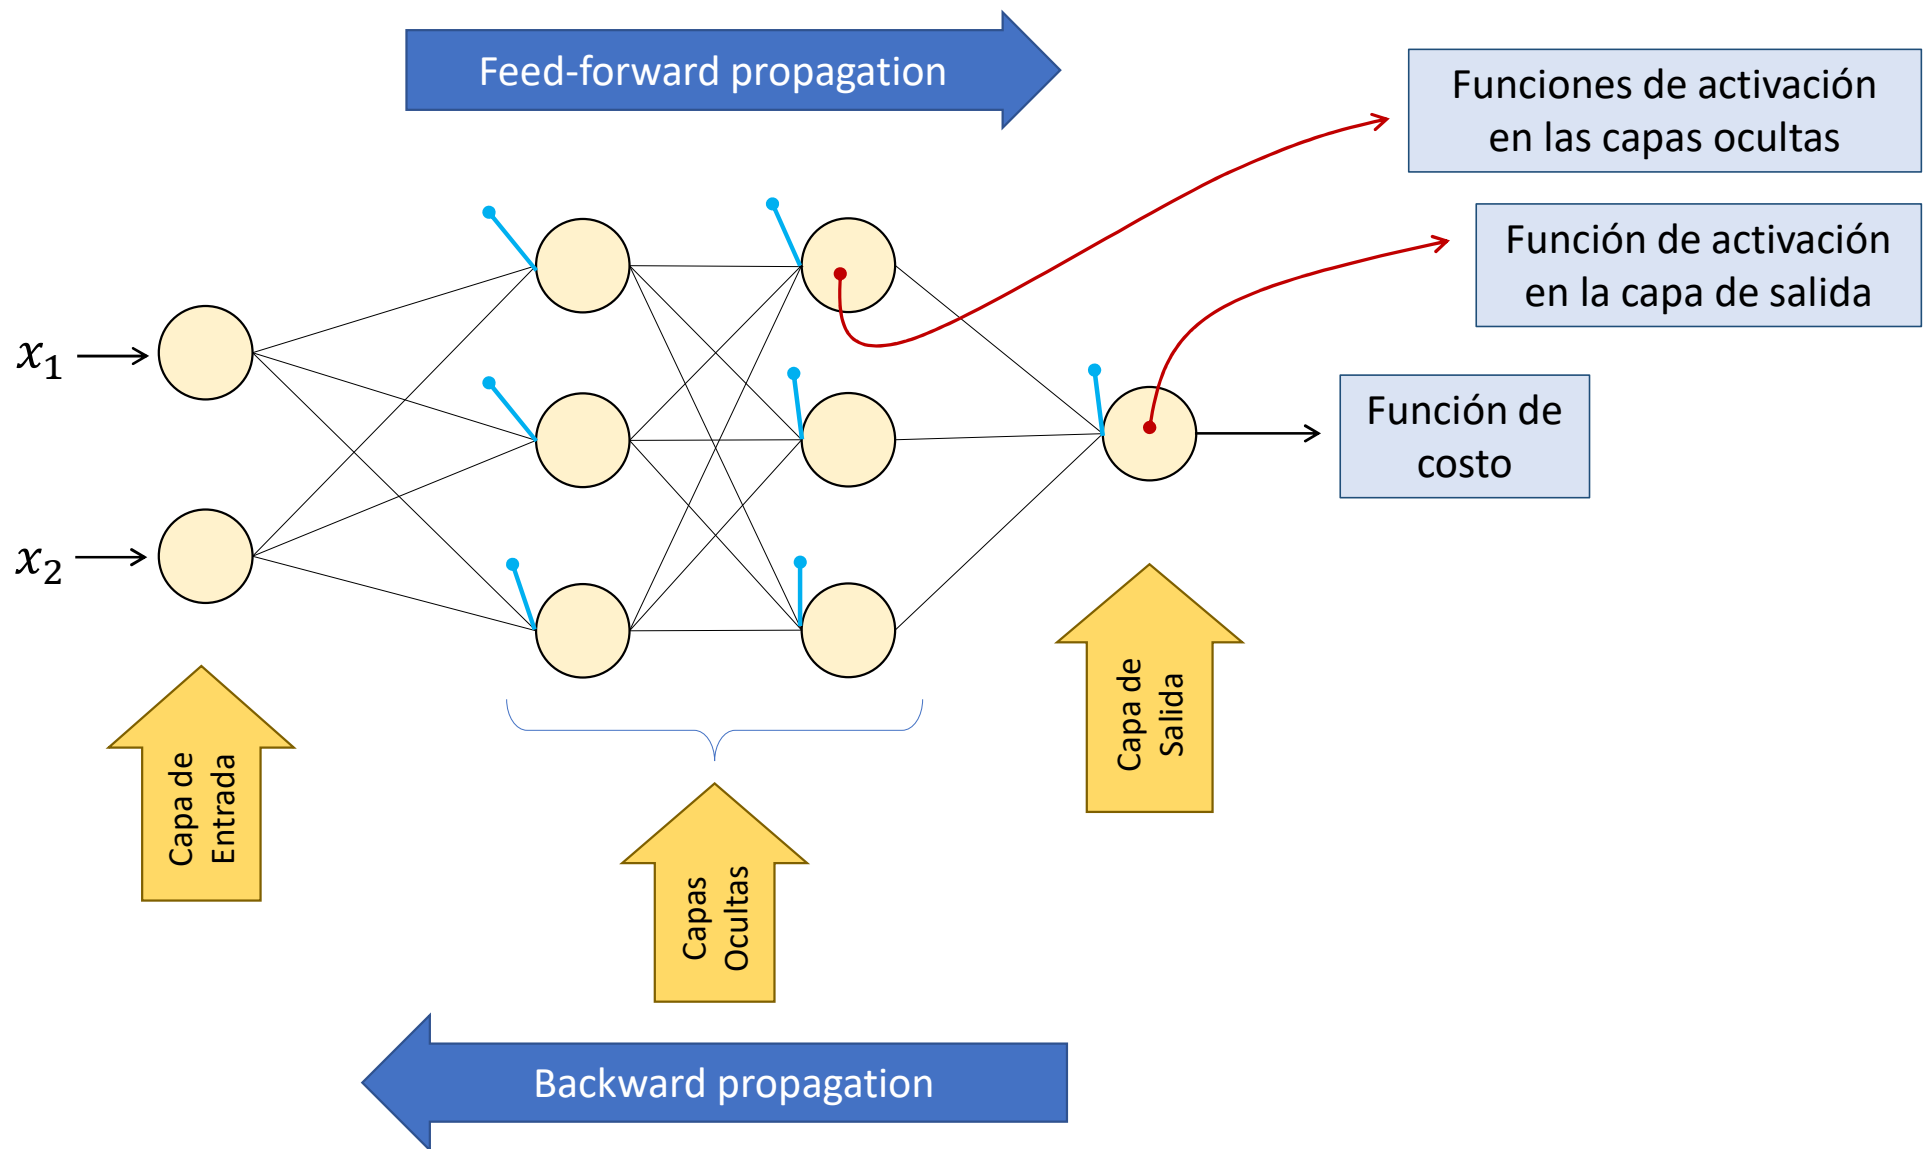 Feed-forward propagation
Funciones de activación
en las capas ocultas
Función de activación
en la capa de salida
x₁
Función de
costo
x₂
Capa de
Salida
Capa de
Entrada
Capas
Ocultas
Backward propagation